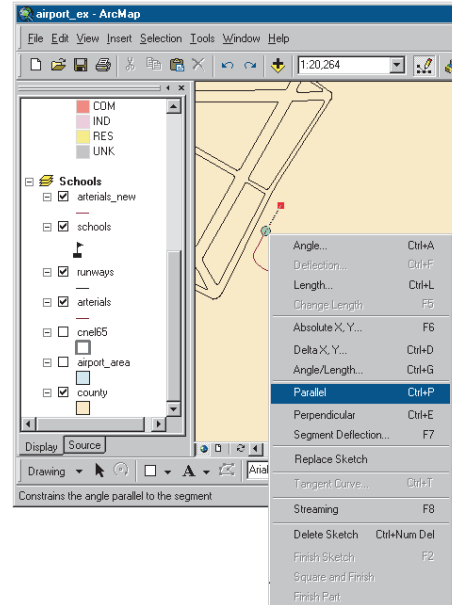 airport_ex - ArcMap
File Edit View Insert Selection Tools Window Help
1:20,264
COM
IND
RES
UNK
Schools
arterials_new
schools
runways
arterials
cnel65
airport_area
county
Display Source
Drawing A Arial
Constrains the angle parallel to the segment
Angle... Ctrl+A
Deflection... Ctrl+F
Length... Ctrl+L
Change Length F5
Absolute X, Y... F6
Delta X, Y... Ctrl+D
Angle/Length... Ctrl+G
Parallel Ctrl+P
Perpendicular Ctrl+E
Segment Deflection... F7
Replace Sketch
Tangent Curve... Ctrl+T
Streaming F8
Delete Sketch Ctrl+Num Del
Finish Sketch F2
Square and Finish
Finish Part